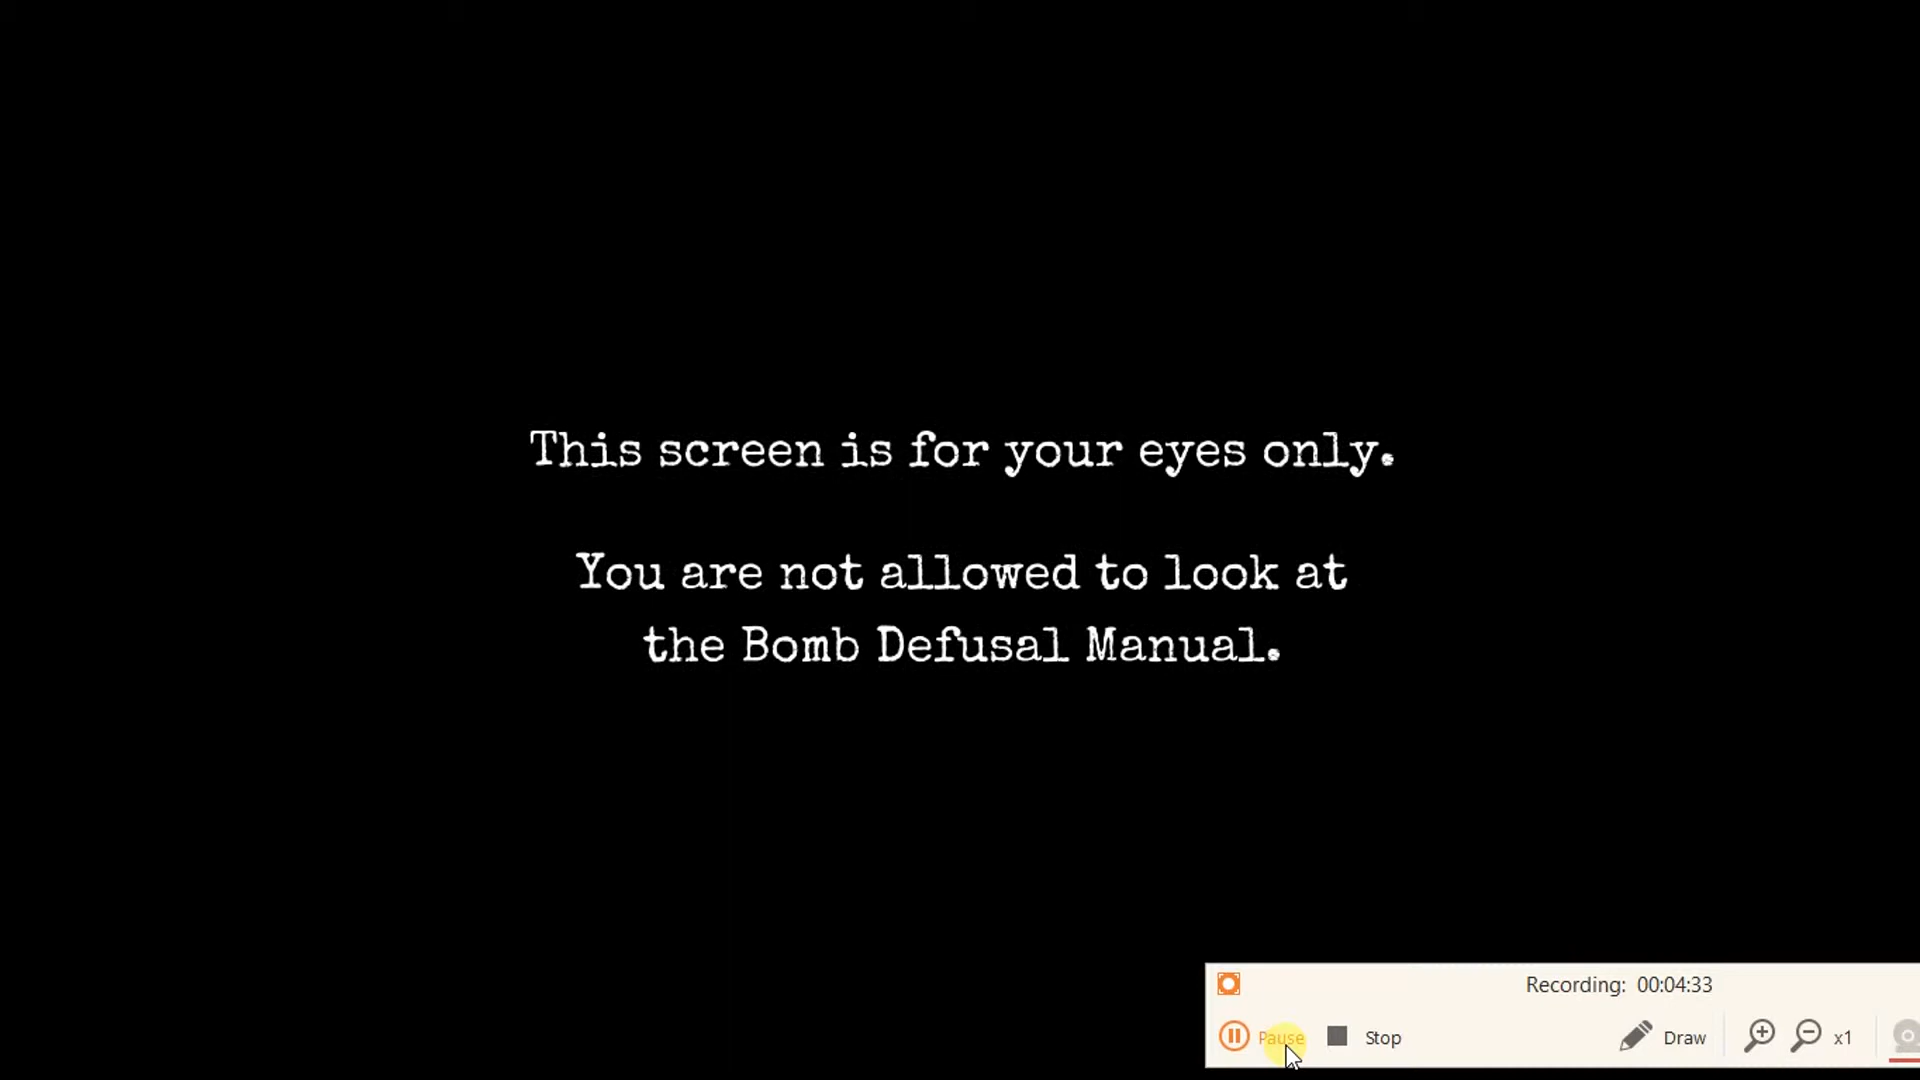 This screen is for your eyes only.
You are not allowed to look at
the Bomb Defusal Manual.
Recording: 00:04:33
Pause Stop Draw x1